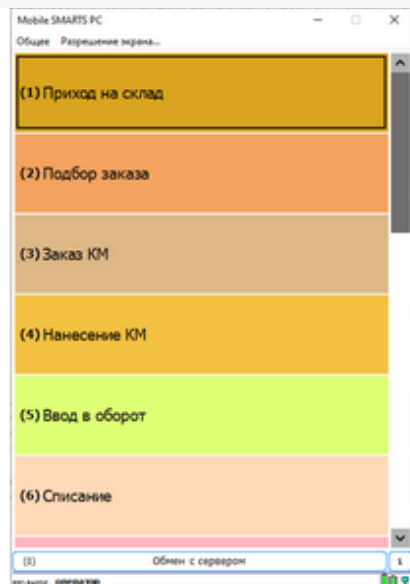 Mobile SMARTS PC
Общее Разрешение экрана...
(1) Приход на склад
(2) Подбор заказа
(3) Заказ КМ
(4) Нанесение КМ
(5) Ввод в оборот
(6) Списание
Обмен с сервером
1
оператор